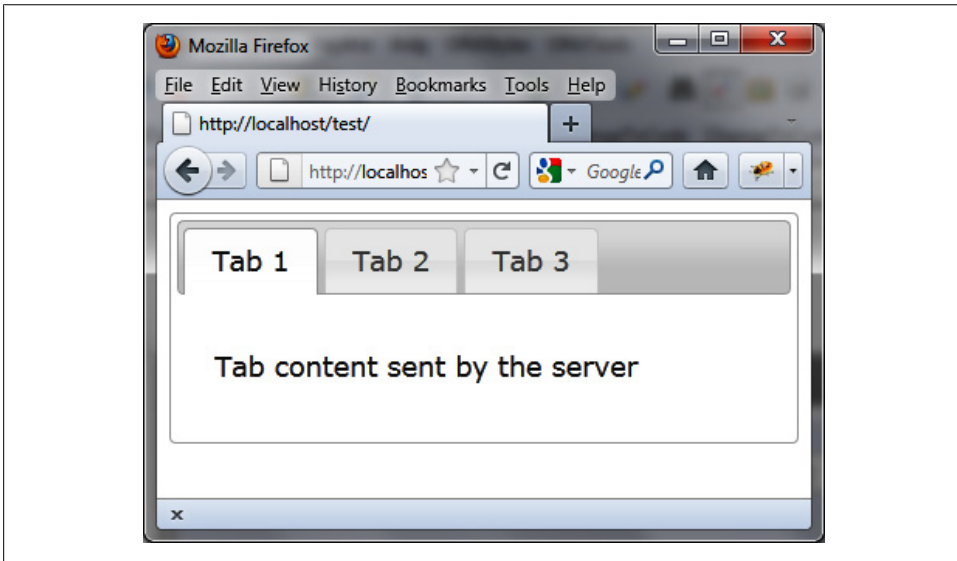 Mozilla Firefox
File Edit View History Bookmarks Tools Help
http://localhost/test/
http://localhos
Google
Tab 1 Tab 2 Tab 3
Tab content sent by the server
x